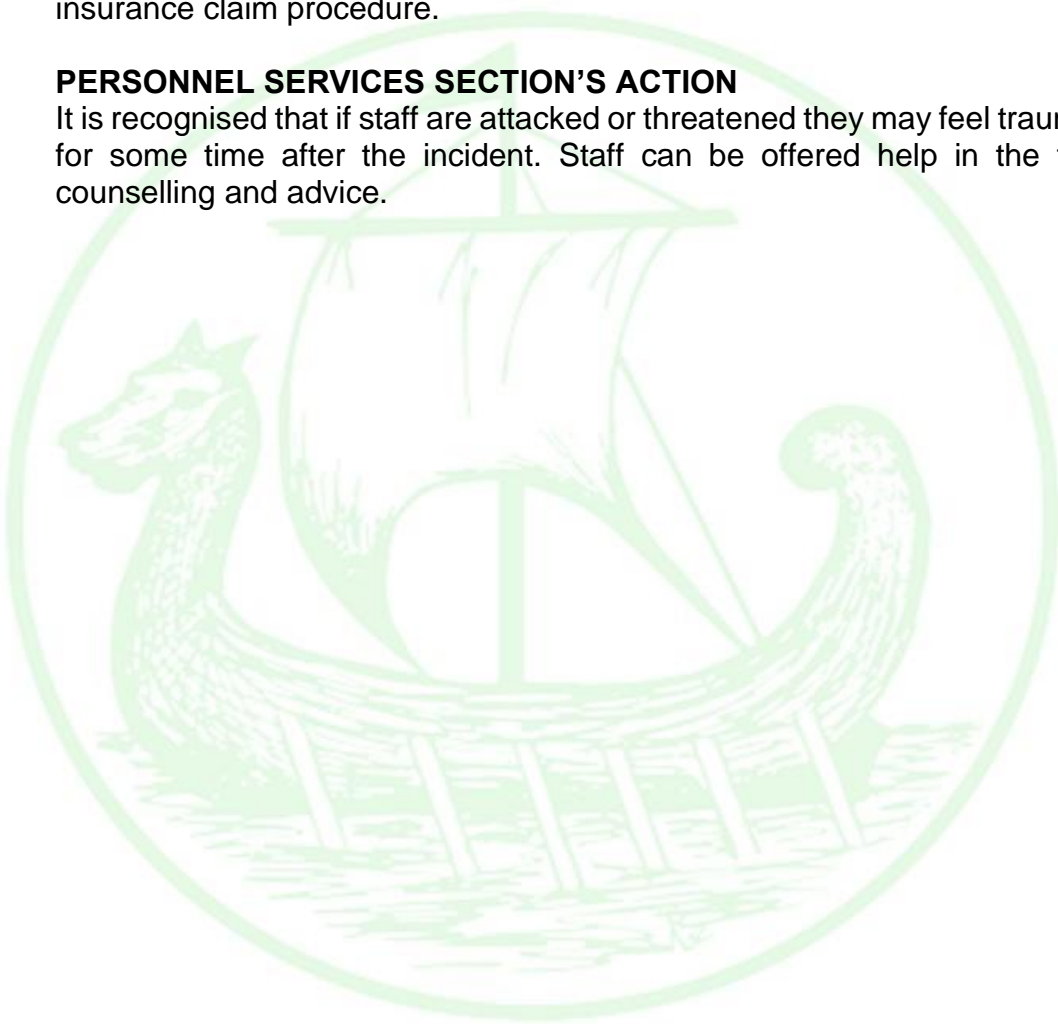 insurance claim procedure.
PERSONNEL SERVICES SECTION'S ACTION
It is recognised that if staff are attacked or threatened they may feel
for some time after the incident. Staff can be offered help in the
counselling and advice.